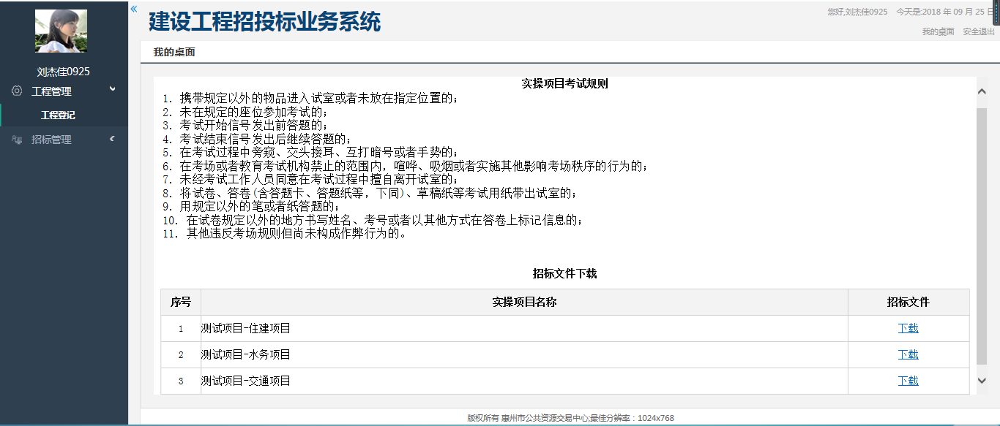 建设工程招投标业务系统
您好,刘杰佳0925 今天是:2018 年 09 月 25 日
我的桌面 安全退出
刘杰佳0925
工程管理
工程登记
招标管理
我的桌面
实操项目考试规则
1. 携带规定以外的物品进入试室或者未放在指定位置的;
2. 未在规定的座位参加考试的;
3. 考试开始信号发出前答题的;
4. 考试结束信号发出后继续答题的;
5. 在考试过程中旁窥、交头接耳、互打暗号或者手势的;
6. 在考场或者教育考试机构禁止的范围内，喧哗、吸烟或者实施其他影响考场秩序的行为的;
7. 未经考试工作人员同意在考试过程中擅自离开试室的;
8. 将试卷、答卷(含答题卡、答题纸等，下同)、草稿纸等考试用纸带出试室的;
9. 用规定以外的笔或者纸答题的;
10. 在试卷规定以外的地方书写姓名、考号或者以其他方式在答卷上标记信息的;
11. 其他违反考场规则但尚未构成作弊行为的。
招标文件下载
序号 实操项目名称 招标文件
1 测试项目-住建项目 下载
2 测试项目-水务项目 下载
3 测试项目-交通项目 下载
版权所有 惠州市公共资源交易中心;最佳分辨率：1024x768